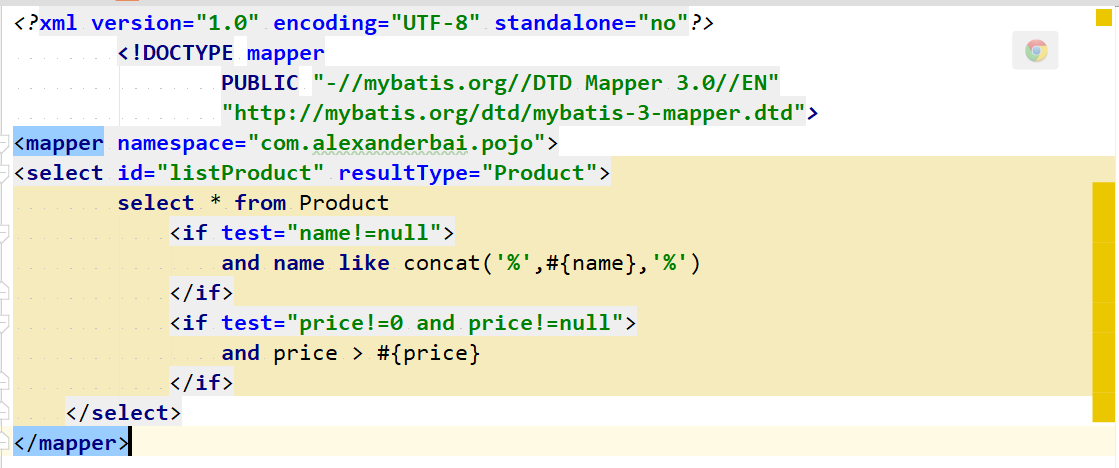 <?xml version="1.0" encoding="UTF-8" standalone="no"?>
<!DOCTYPE mapper
PUBLIC "-//mybatis.org//DTD Mapper 3.0//EN"
"http://mybatis.org/dtd/mybatis-3-mapper.dtd">
<mapper namespace="com.alexanderbai.pojo">
<select id="listProduct" resultType="Product">
select * from Product
<if test="name!=null">
and name like concat('%',#{name},'%')
</if>
<if test="price!=0 and price!=null">
and price > #{price}
</if>
</select>
</mapper>